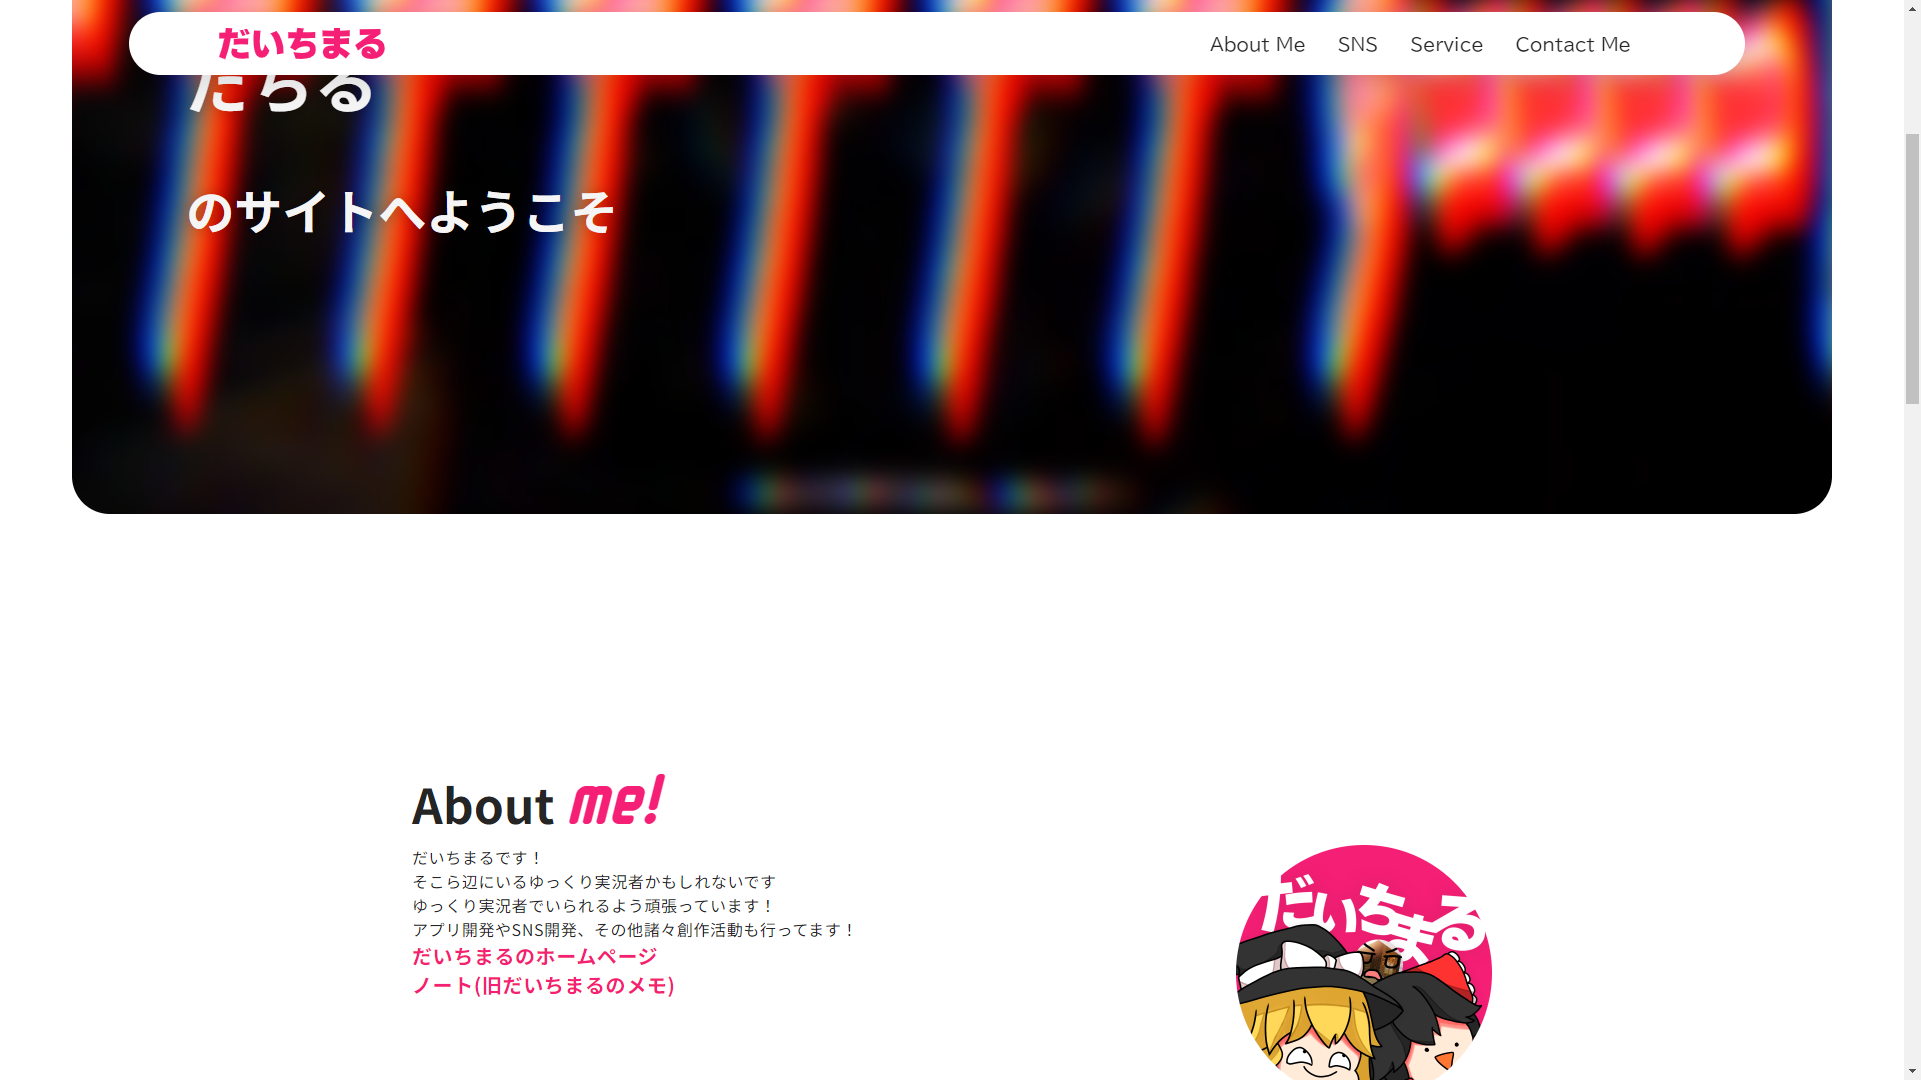 だいちまる
About Me
SNS
Service
Contact Me
のサイトへようこそ
About me!
だいちまるです！
そこら辺にいるゆっくり実況者かもしれないです
ゆっくり実況者でいられるよう頑張っています！
アプリ開発やSNS開発、その他諸々創作活動も行ってます！
だいちまるのホームページ
ノート(旧だいちまるのメモ)
だいちまる